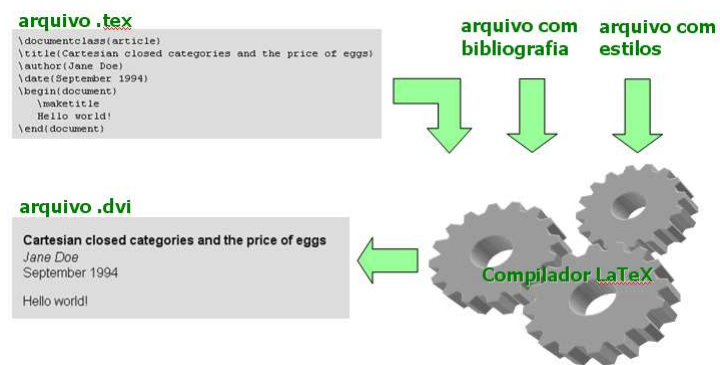 arquivo .tex
\documentclass(article)
\title(Cartesian closed categories and the price of eggs)
\author(Jane Doe)
\date(September 1994)
\begin(document)
\maketitle
Hello world!
\end(document)
arquivo com
bibliografia
arquivo com
estilos
arquivo .dvi
Cartesian closed categories and the price of eggs
Jane Doe
September 1994
Hello world!
Compilador LaTeX